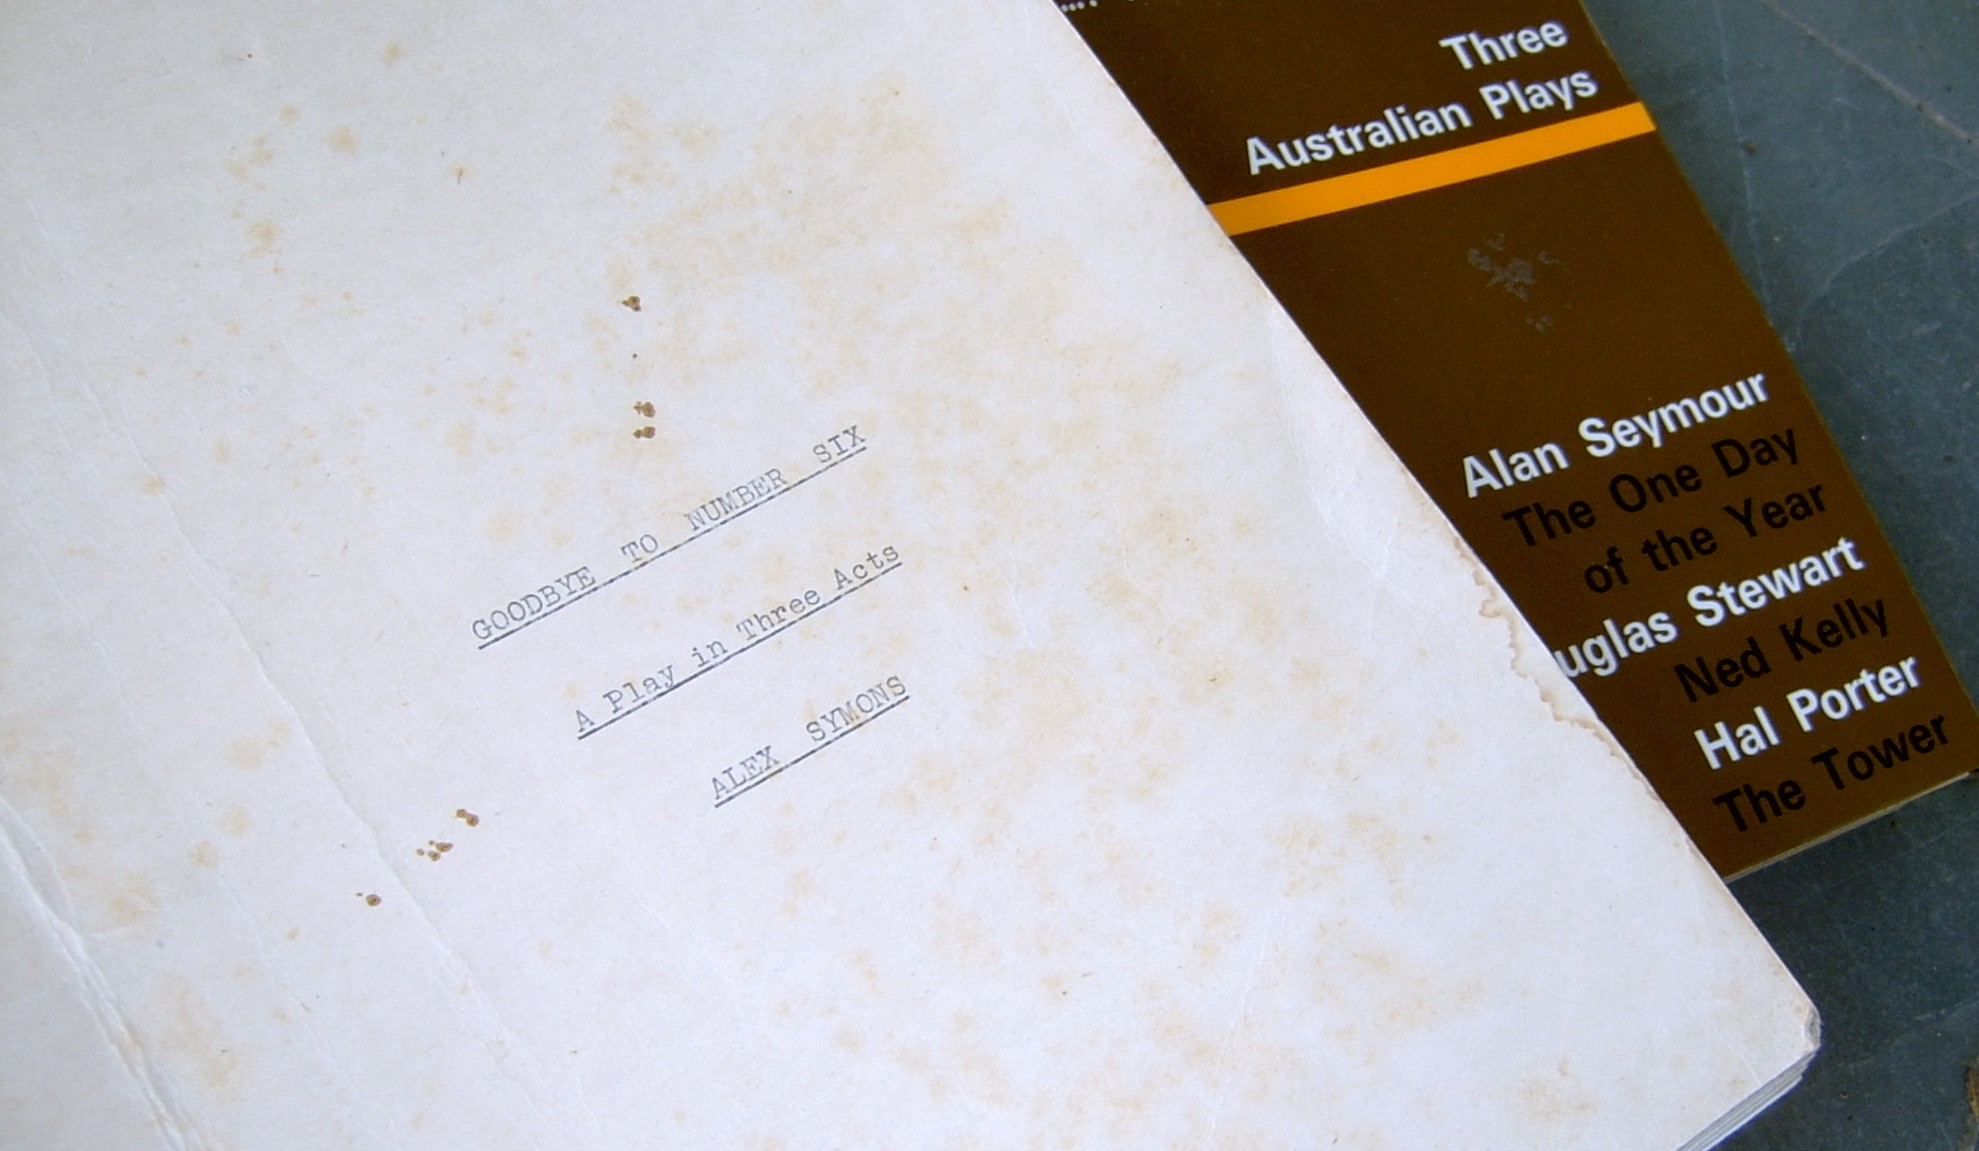 GOODBYE TO NUMBER SIX
A Play in Three Acts
ALEX SYMONS
Three
Australian Plays
Alan Seymour
The One Day
of the Year
uglas Stewart
Ned Kelly
Hal Porter
The Tower